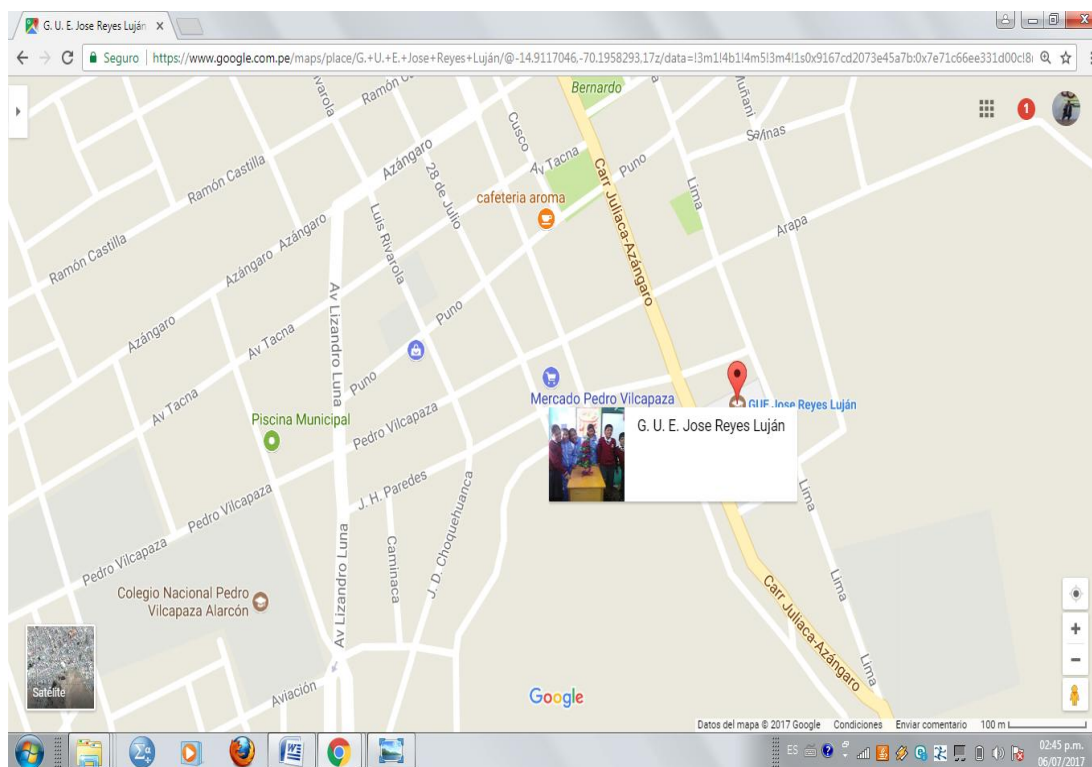 G. U. E. Jose Reyes Luján
Seguro
https://www.google.com.pe/maps/place/G.+U.+E.+Jose+Reyes+Luján/@-14.9117046,-70.1958293,17z/data=!3m1!4b1!4m5!3m4!1s0x9167cd2073e45a7b:0x7e71c66ee331d00c!8
Bernardo
1
Ramón
Rivarola
Cusco
Muñani
Salinas
Azángaro
Av Tacna
Puno
Ramón Castilla
28 de Julio
Carr Juliaca-Azángaro
Lima
cafeteria aroma
Luis Rivarola
Arapa
Ramón Castilla
Azángaro
Azángaro
Av Lizandro Luna
Puno
Azángaro
Av Tacna
Puno
Av Tacna
Mercado Pedro Vilcapaza
GUE Jose Reyes Luján
Piscina Municipal
Pedro Vilcapaza
G. U. E. Jose Reyes Luján
J. H. Paredes
Pedro Vilcapaza
J. D. Choquehuanca
Caminaca
Pedro Vilcapaza
Av Lizandro Luna
Lima
Colegio Nacional Pedro
Vilcapaza Alarcón
Carr Juliaca-Azángaro
Lima
Satélite
Aviación
Google
Datos del mapa © 2017 Google
Condiciones
Enviar comentario
100 m
ES
02:45 p.m.
06/07/2017